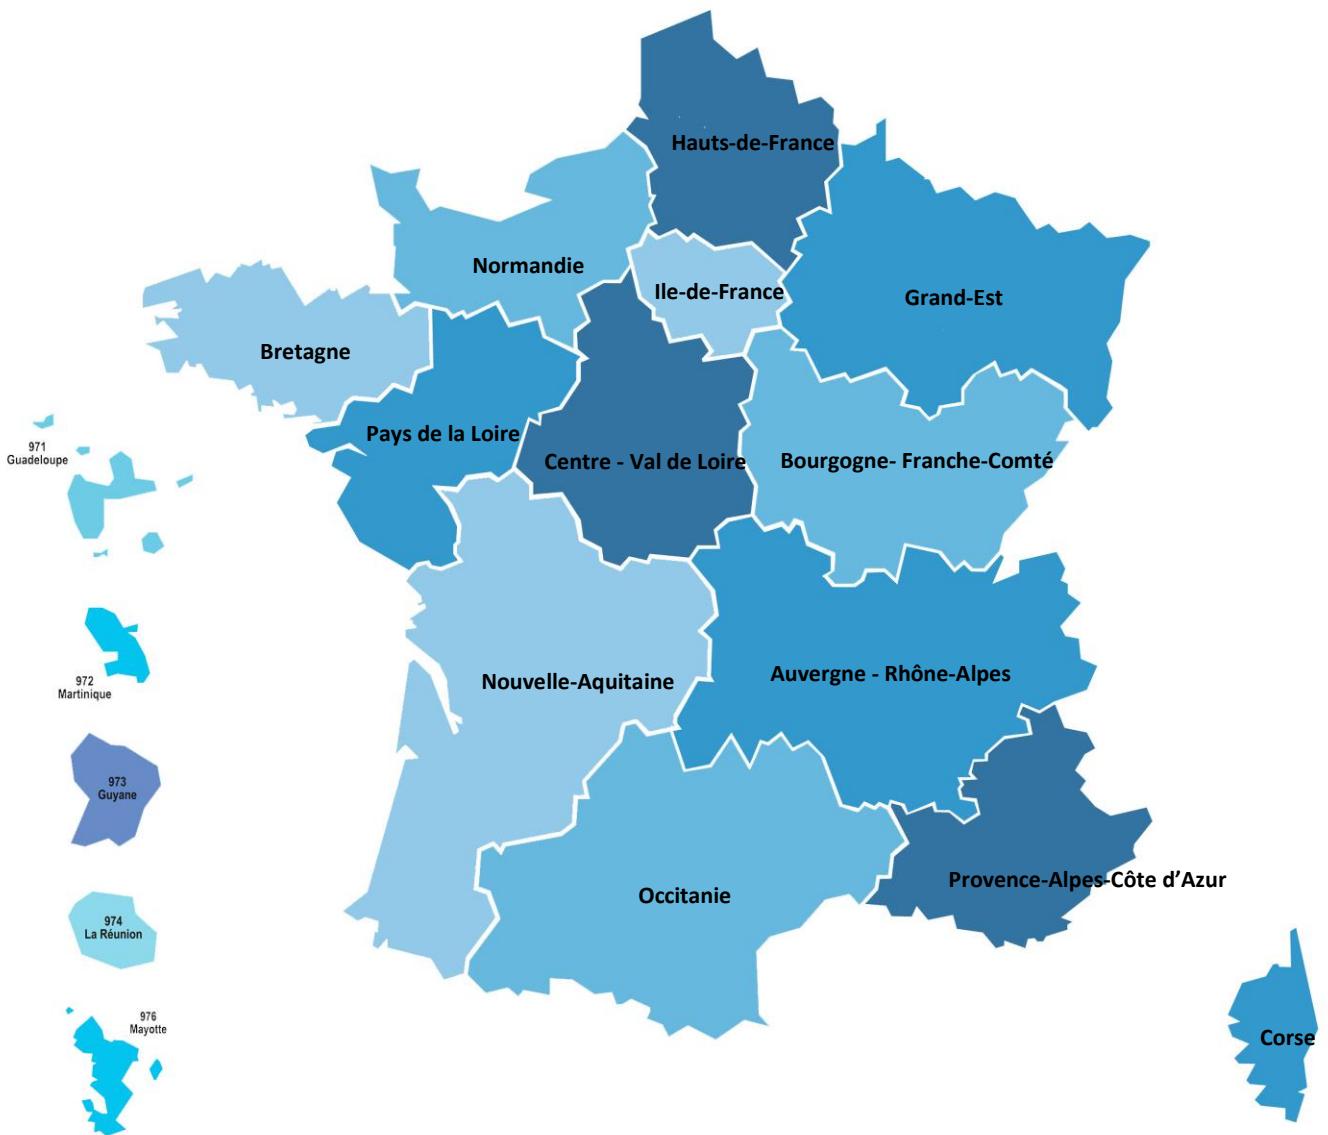 Hauts-de-France
Normandie
Ile-de-France
Grand-Est
Bretagne
Pays de la Loire
Centre - Val de Loire
Bourgogne- Franche-Comté
971
Guadeloupe
972
Martinique
Nouvelle-Aquitaine
Auvergne - Rhône-Alpes
973
Guyane
Provence-Alpes-Côte d’Azur
Occitanie
974
La Réunion
976
Mayotte
Corse